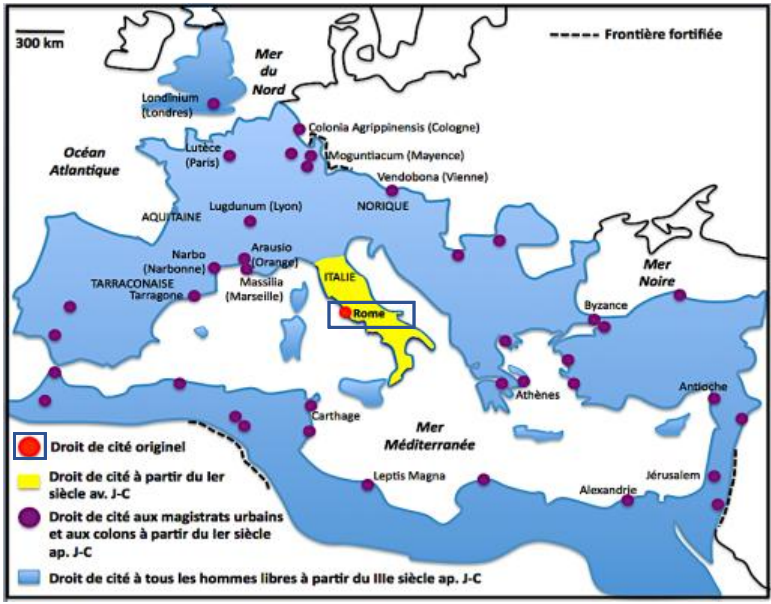 300 km
Frontière fortifiée
Mer
du
Nord
Londinium
(Londres)
Colonia Agrippinensis (Cologne)
Océan
Atlantique
Lutèce
(Paris)
Moguntiacum (Mayence)
Vendobona (Vienne)
Lugdunum (Lyon)
NORIQUE
AQUITAINE
Narbo
(Narbonne)
Arausio
(Orange)
ITALIE
Mer
Noire
TARRACONAISE
Tarragone
Massilia
(Marseille)
Rome
Byzance
Athènes
Antioche
Carthage
Mer
Méditerranée
Leptis Magna
Alexandrie
Jérusalem
Droit de cité originel
Droit de cité à partir du Ier
siècle av. J-C
Droit de cité aux magistrats urbains
et aux colons à partir du Ier siècle
ap. J-C
Droit de cité à tous les hommes libres à partir du IIIe siècle ap. J-C